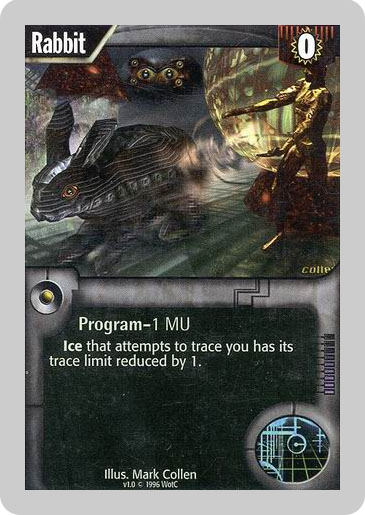 Rabbit
0
colle
Program–1 MU
Ice that attempts to trace you has its
trace limit reduced by 1.
Illus. Mark Collen
v1.0 © 1996 WotC